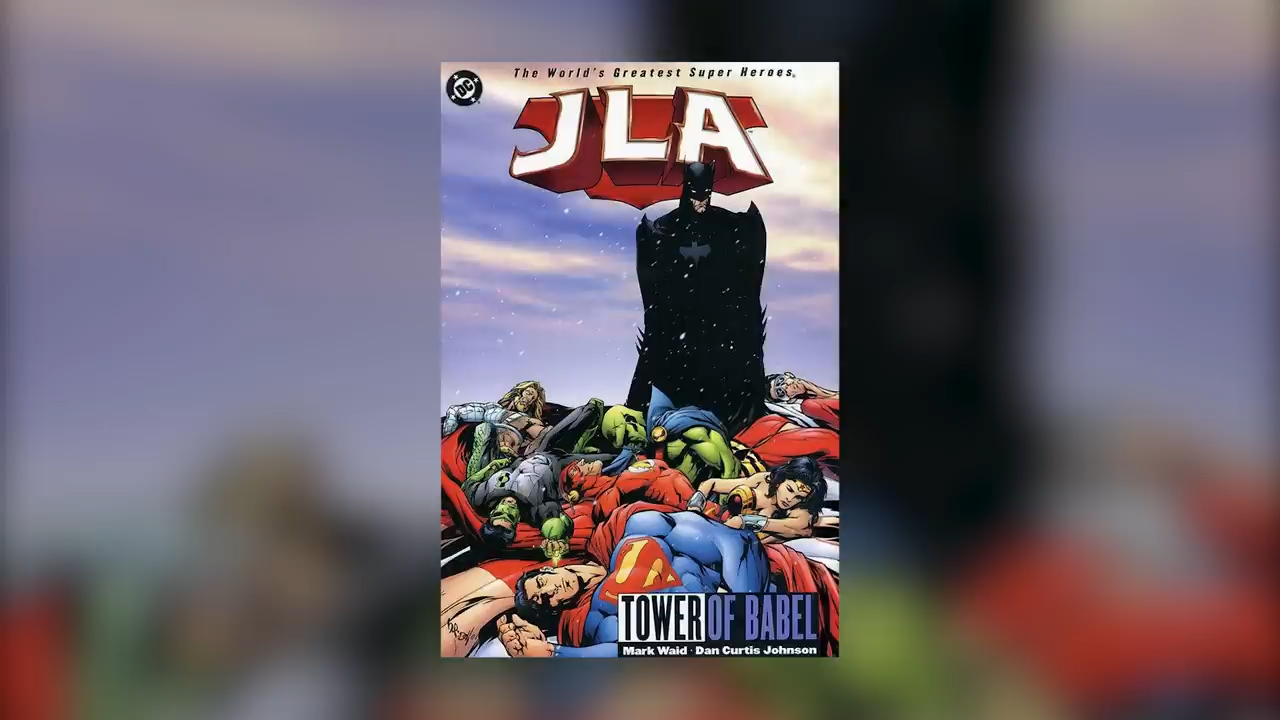 The World's Greatest Super Heroes.
DC
JLA
TOWER OF BABEL
Mark Waid · Dan Curtis Johnson